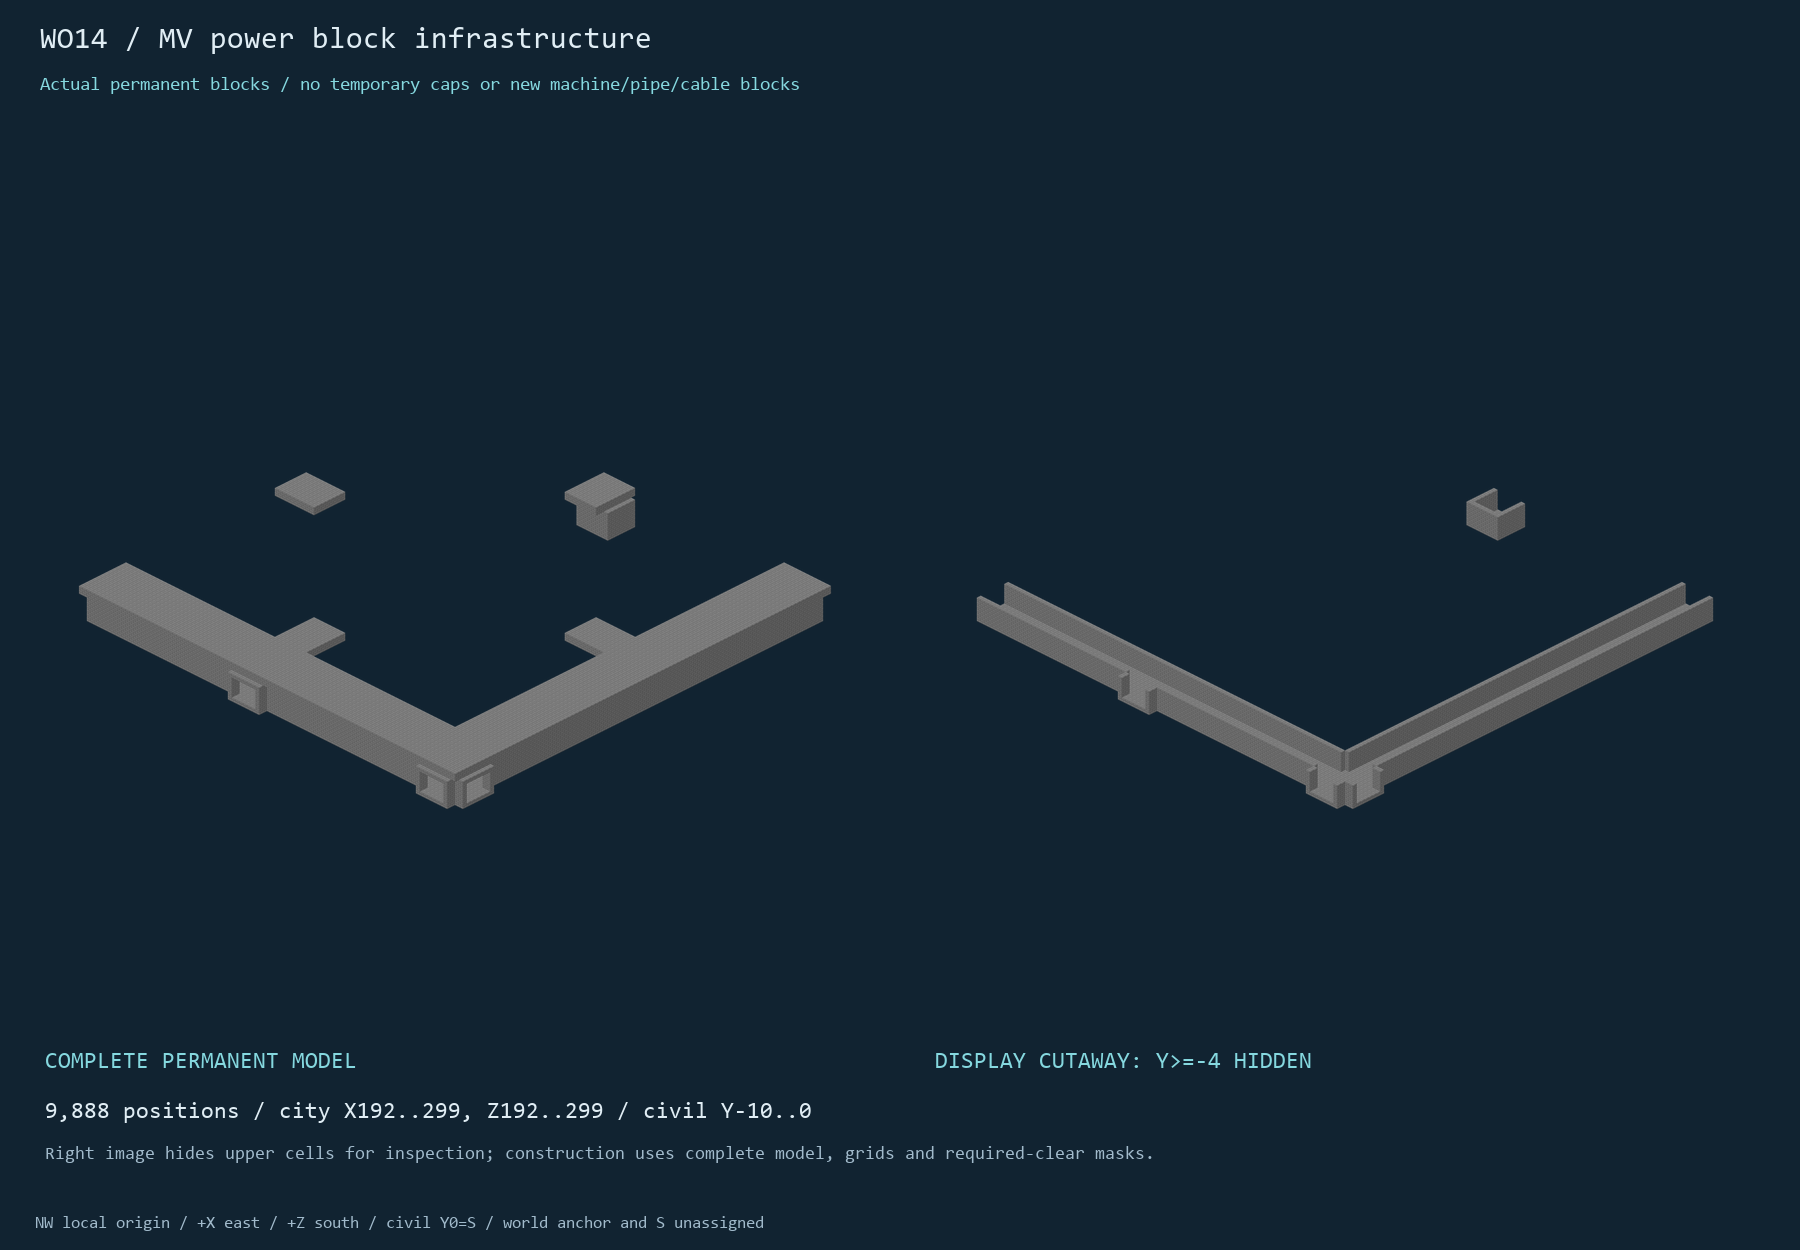 WO14 / MV power block infrastructure
Actual permanent blocks / no temporary caps or new machine/pipe/cable blocks
COMPLETE PERMANENT MODEL
DISPLAY CUTAWAY: Y>=-4 HIDDEN
9,888 positions / city X192..299, Z192..299 / civil Y-10..0
Right image hides upper cells for inspection; construction uses complete model, grids and required-clear masks.
NW local origin / +X east / +Z south / civil Y0=S / world anchor and S unassigned